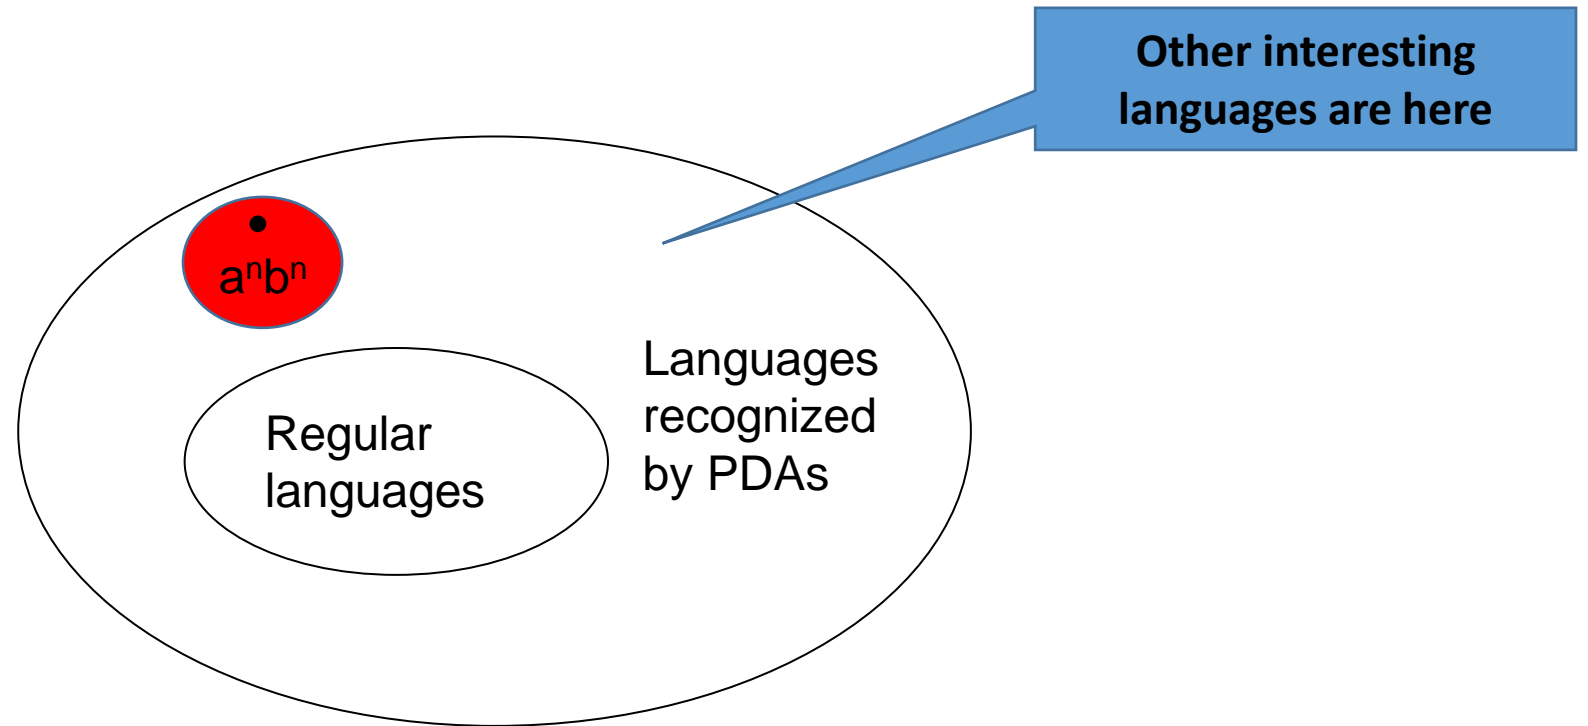 Other interesting
languages are here
aⁿbⁿ
Languages
recognized
by PDAs
Regular
languages